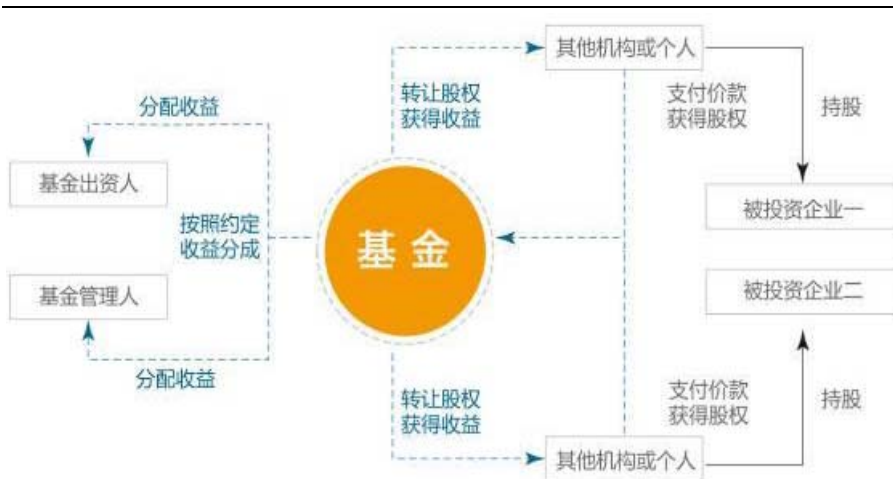 其他机构或个人
转让股权
获得收益
支付价款
获得股权
持股
分配收益
基金出资人
按照约定
收益分成
基金
被投资企业一
被投资企业二
基金管理人
分配收益
转让股权
获得收益
支付价款
获得股权
持股
其他机构或个人